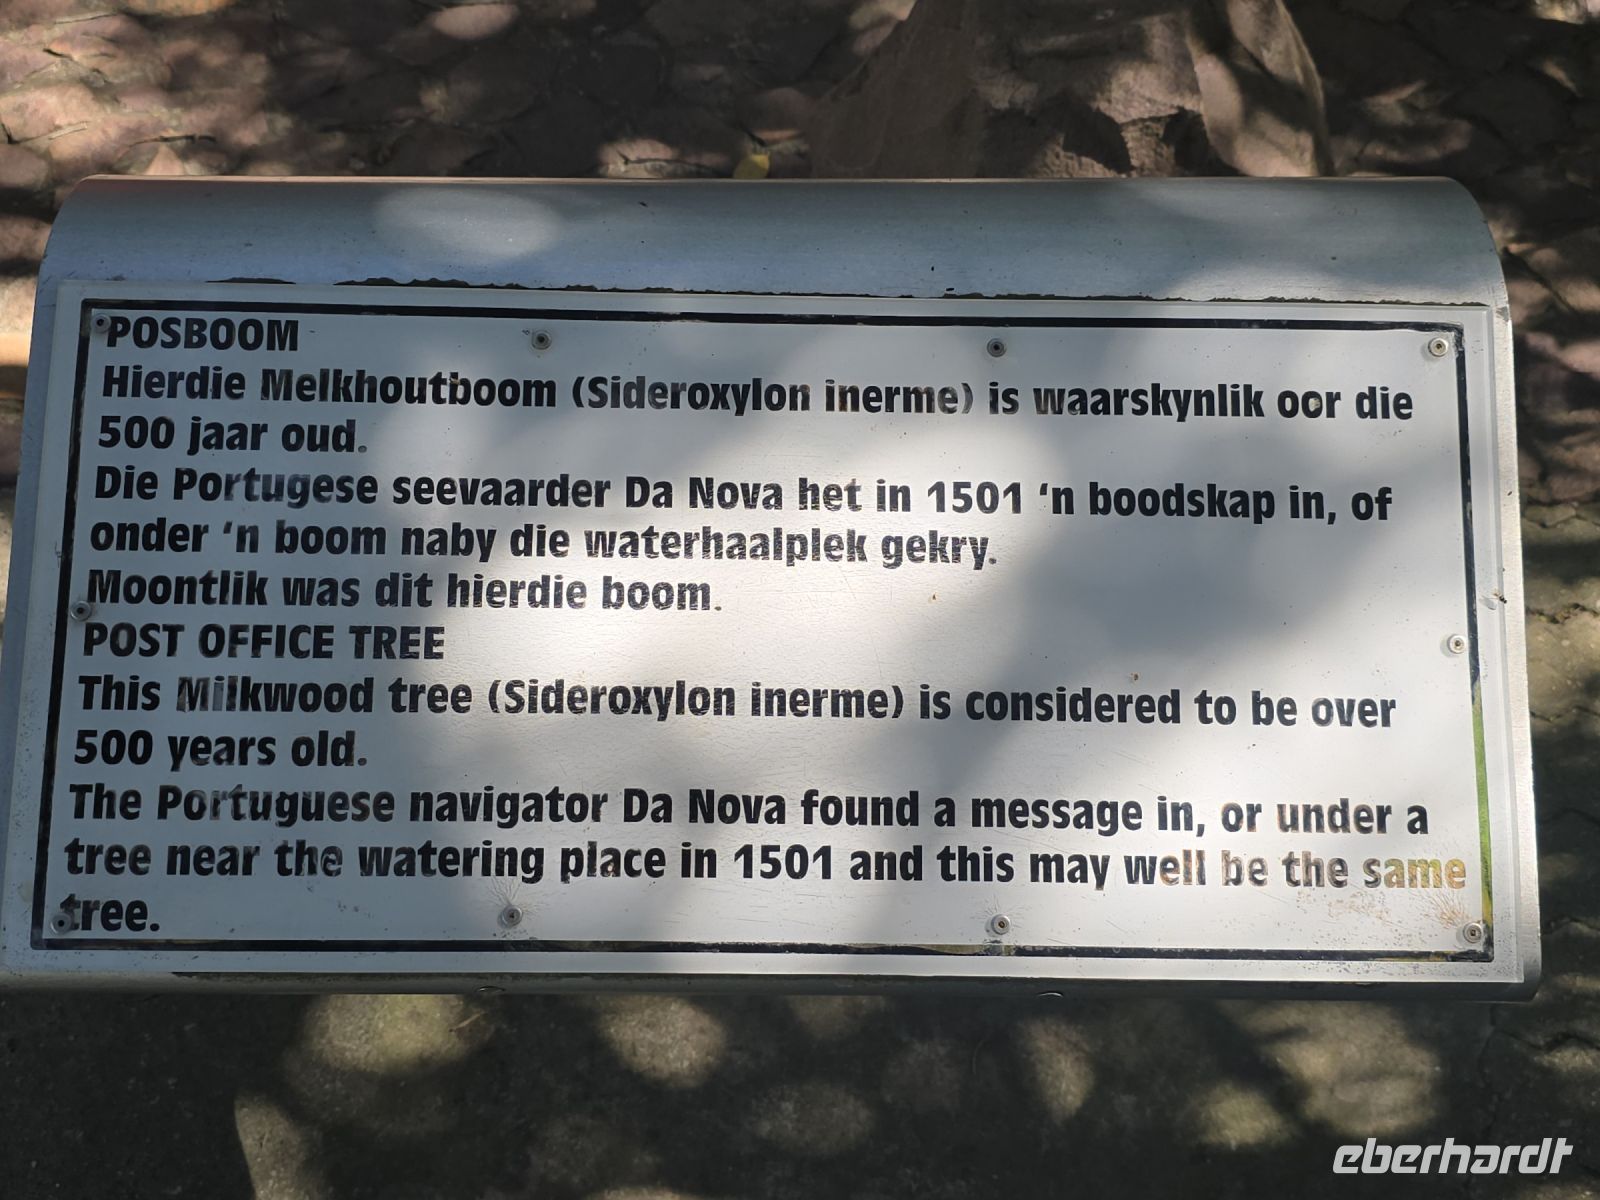 POSBOOM
Hierdie Melkhoutboom (Sideroxylon inerme) is waarskynlik oor die
500 jaar oud.
Die Portugese seevaarder Da Nova het in 1501 ‘n boodskap in, of
onder ‘n boom naby die waterhaalplek gekry.
Moontlik was dit hierdie boom.
POST OFFICE TREE
This Milkwood tree (Sideroxylon inerme) is considered to be over
500 years old.
The Portuguese navigator Da Nova found a message in, or under a
tree near the watering place in 1501 and this may well be the same
tree.
eberhardt